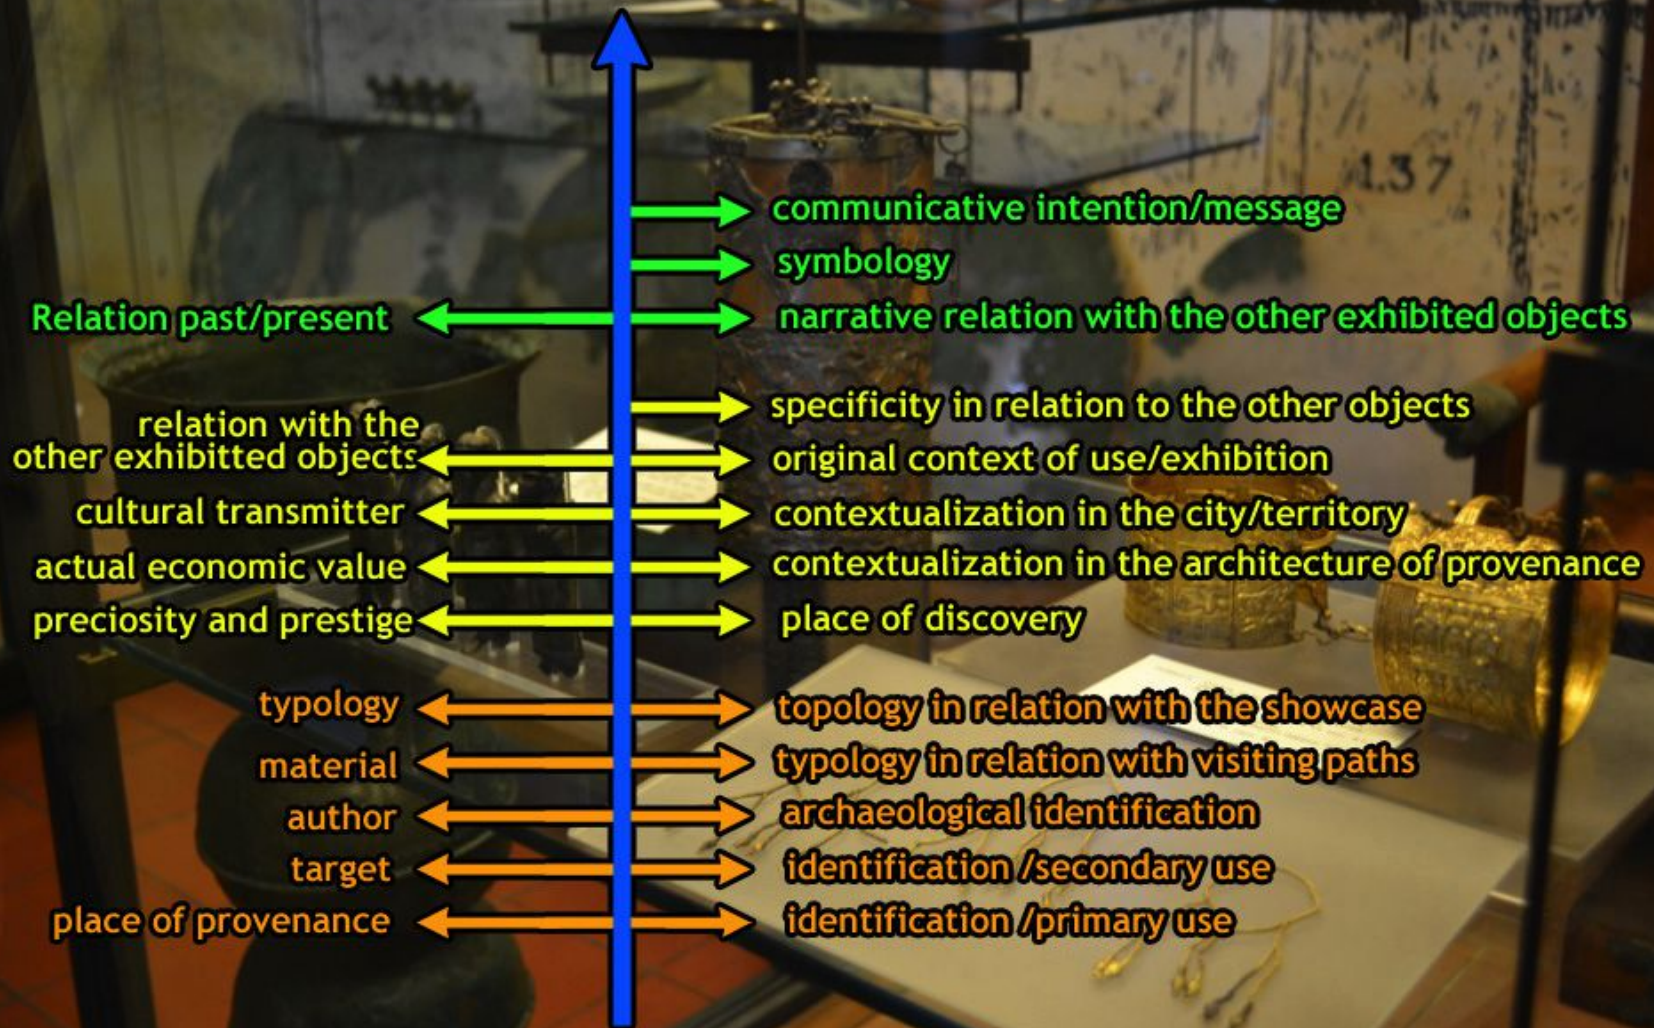 1.37
communicative intention/message
symbology
Relation past/present
narrative relation with the other exhibited objects
specificity in relation to the other objects
relation with the
other exhibitted objects
original context of use/exhibition
cultural transmitter
contextualization in the city/territory
actual economic value
contextualization in the architecture of provenance
preciosity and prestige
place of discovery
typology
topology in relation with the showcase
material
typology in relation with visiting paths
author
archaeological identification
target
identification /secondary use
place of provenance
identification /primary use